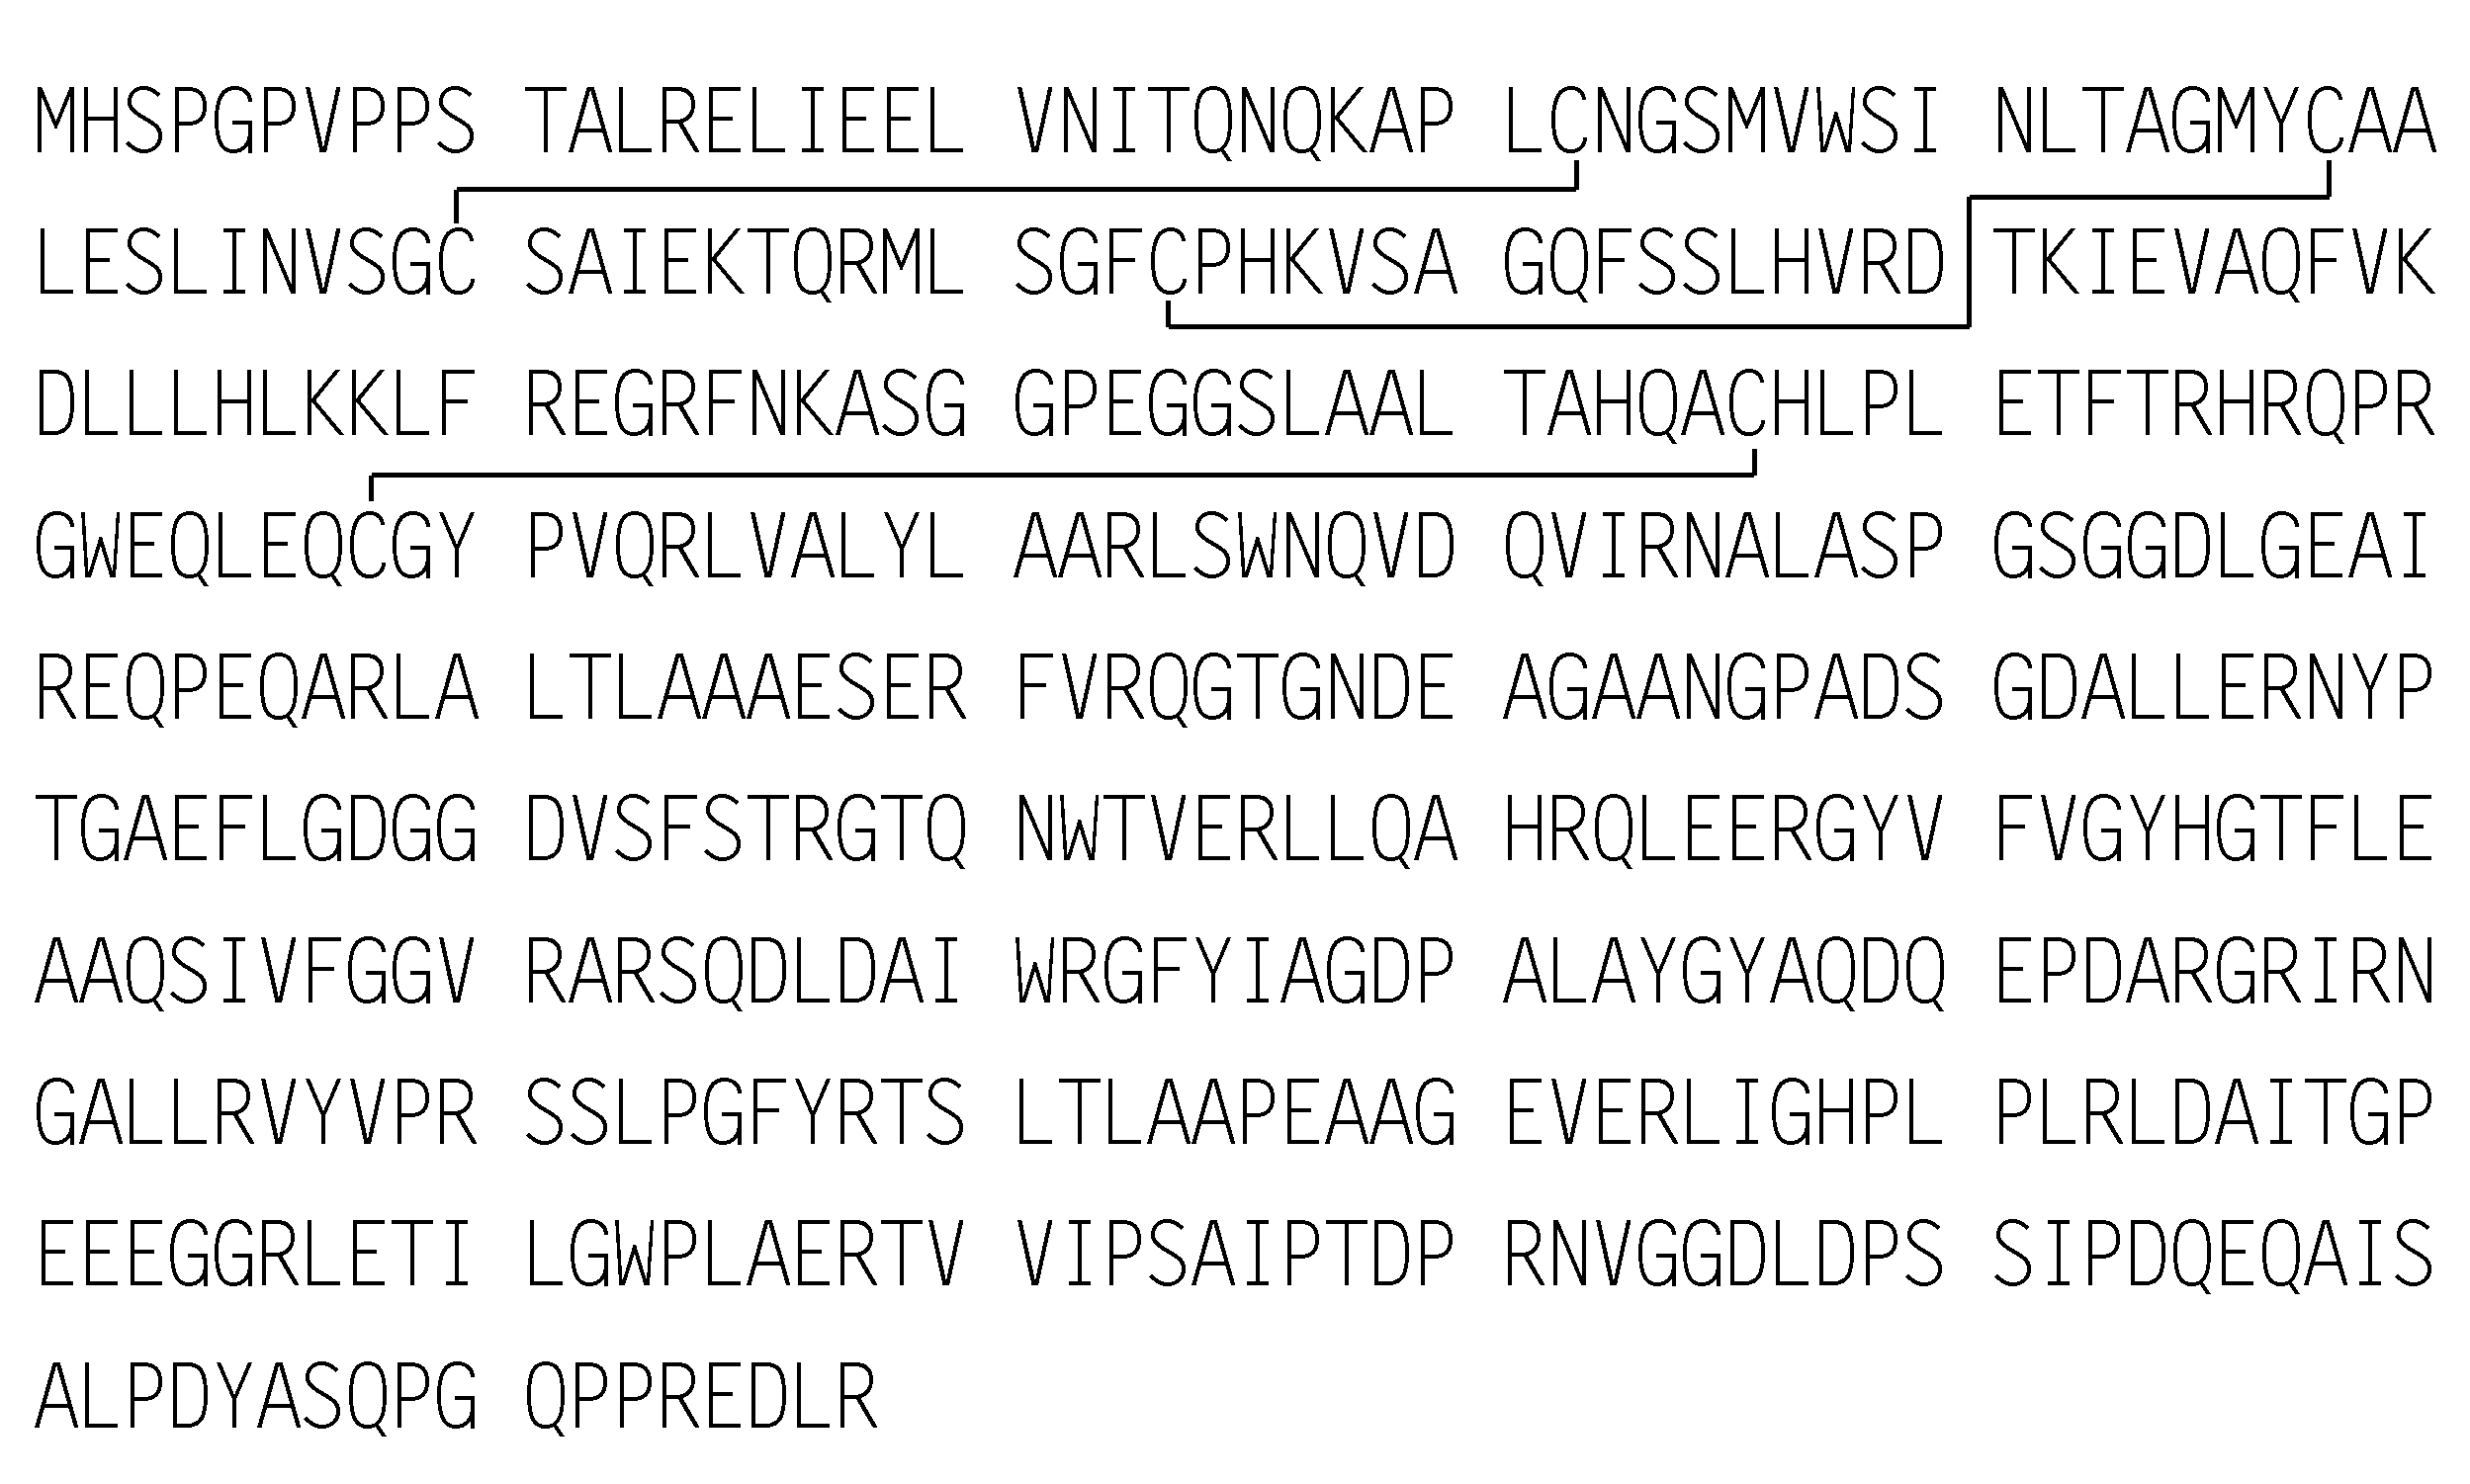 MHSPGPVPPS TALRELIEEL VNITQNQKAP LCNGSMVWSI NLTAGMYCAA
LESLINVSGC SAIEKTQRML SGFCPHKVSA GQFSSLHVRD TKIEVAQFVK
DLLLHLKKLF REGRFNKASG GPEGGSLAAL TAHQACHLPL ETFTRHRQPR
GWEQLEQCGY PVQRLVALYL AARLSWNQVD QVIRNALASP GSGGDLGEAI
REQPEQARLA LTLAAAESER FVRQGTGNDE AGAANGPADS GDALLERNYP
TGAEFLGDGG DVSFSTRGTQ NWTVERLLQA HRQLEERGYV FVGYHGTFLE
AAQSIVFGGV RARSQDLDAI WRGFYIAGDP ALAYGYAQDQ EPDARGRIRN
GALLRVYVPR SSLPGFYRTS LTLAAPEAAG EVERLIGHPL PLRLDAITGP
EEEGGRLETI LGWPLAERTV VIPSAIPTDP RNVGGDLDPS SIPDQEQAIS
ALPDYASQPG QPPREDLR